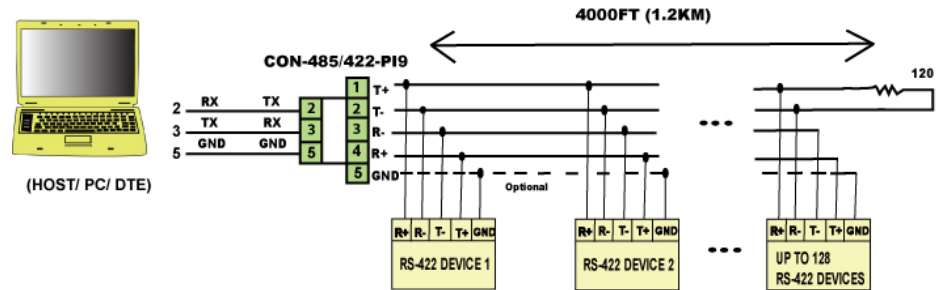 4000FT (1.2KM)
CON-485/422-PI9
120
1 T+
2 RX TX 2 2 T-
3 TX RX 3 3 R-
5 GND GND 5 4 R+
5 GND
Optional
(HOST/ PC/ DTE)
R+ R- T- T+ GND
RS-422 DEVICE 1
R+ R- T- T+ GND
RS-422 DEVICE 2
R+ R- T- T+ GND
UP TO 128
RS-422 DEVICES